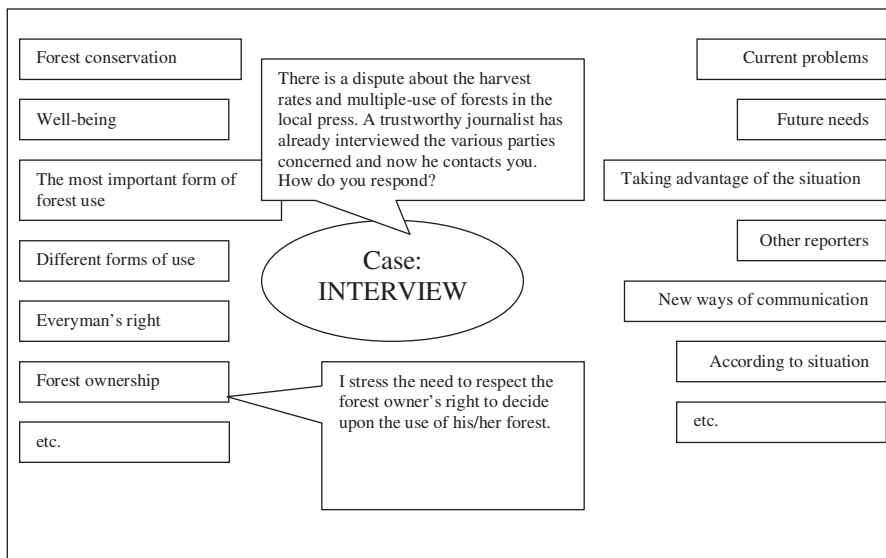 Forest conservation
Well-being
The most important form of
forest use
Different forms of use
Everyman’s right
Forest ownership
etc.
There is a dispute about the harvest
rates and multiple-use of forests in the
local press. A trustworthy journalist has
already interviewed the various parties
concerned and now he contacts you.
How do you respond?
Case:
INTERVIEW
I stress the need to respect the
forest owner’s right to decide
upon the use of his/her forest.
Current problems
Future needs
Taking advantage of the situation
Other reporters
New ways of communication
According to situation
etc.